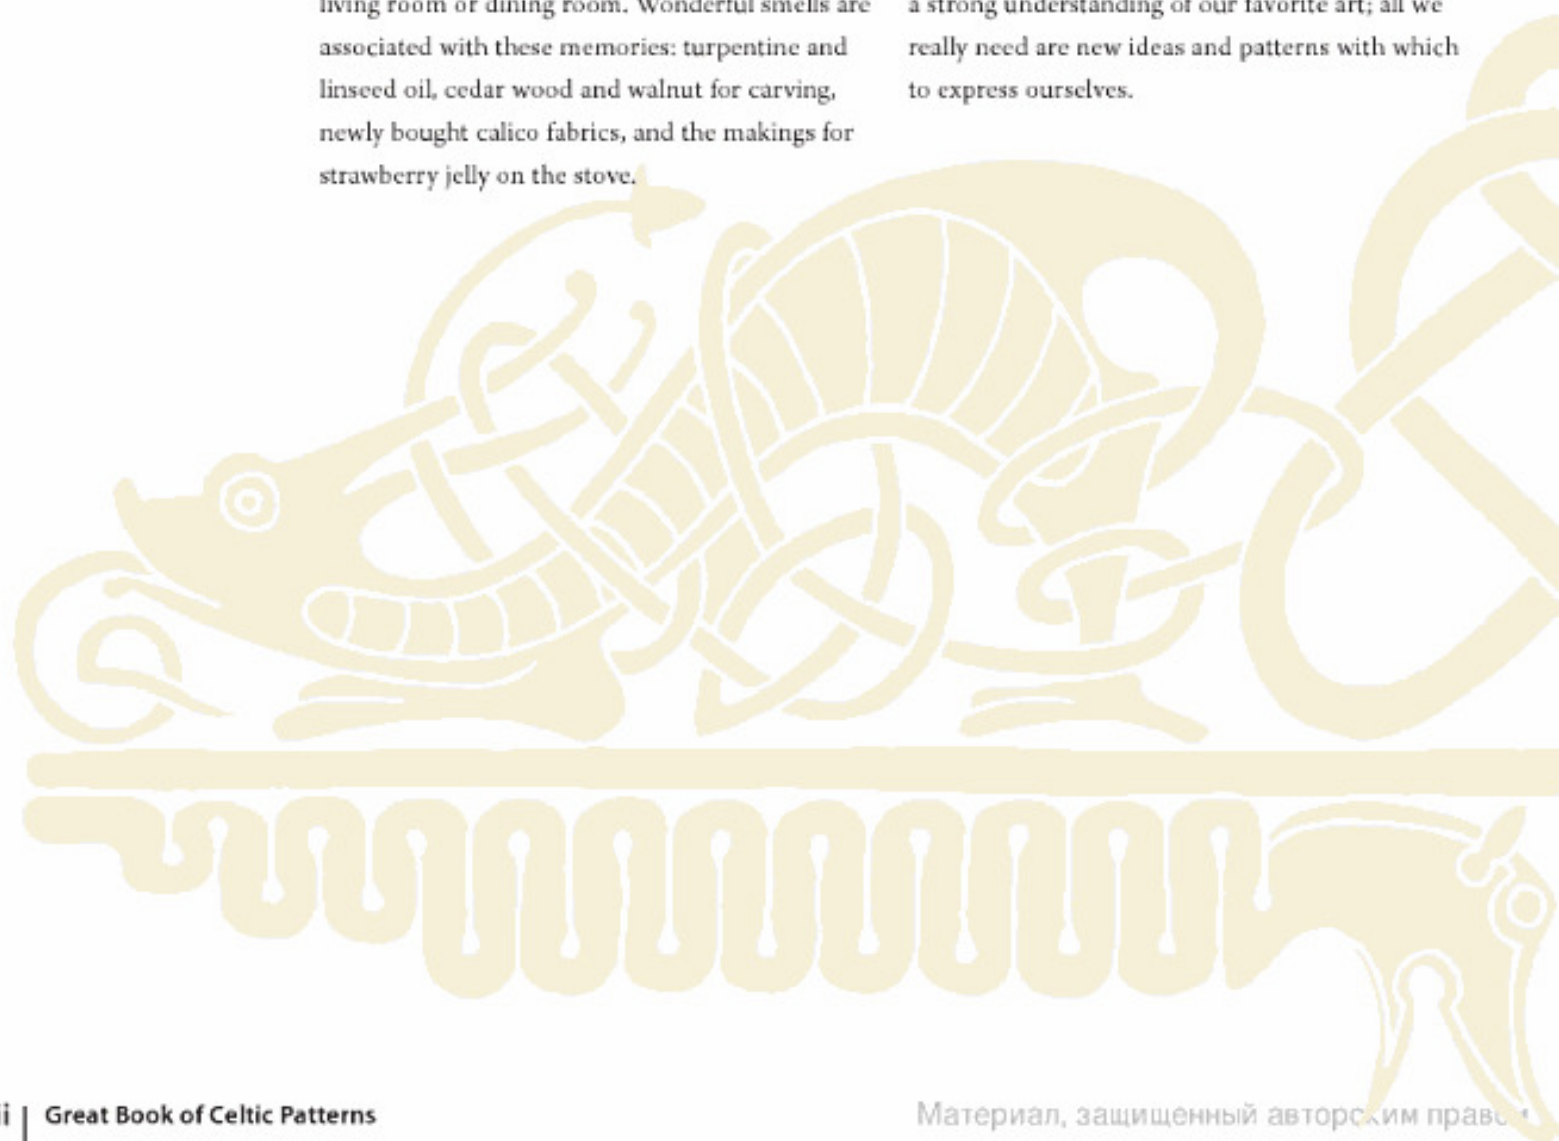 living room or dining room. Wonderful smells are
associated with these memories: turpentine and
linseed oil, cedar wood and walnut for carving,
newly bought calico fabrics, and the makings for
strawberry jelly on the stove.
a strong understanding of our favorite art; all we
really need are new ideas and patterns with which
to express ourselves.
ii | Great Book of Celtic Patterns
Материал, защищенный авторским правом